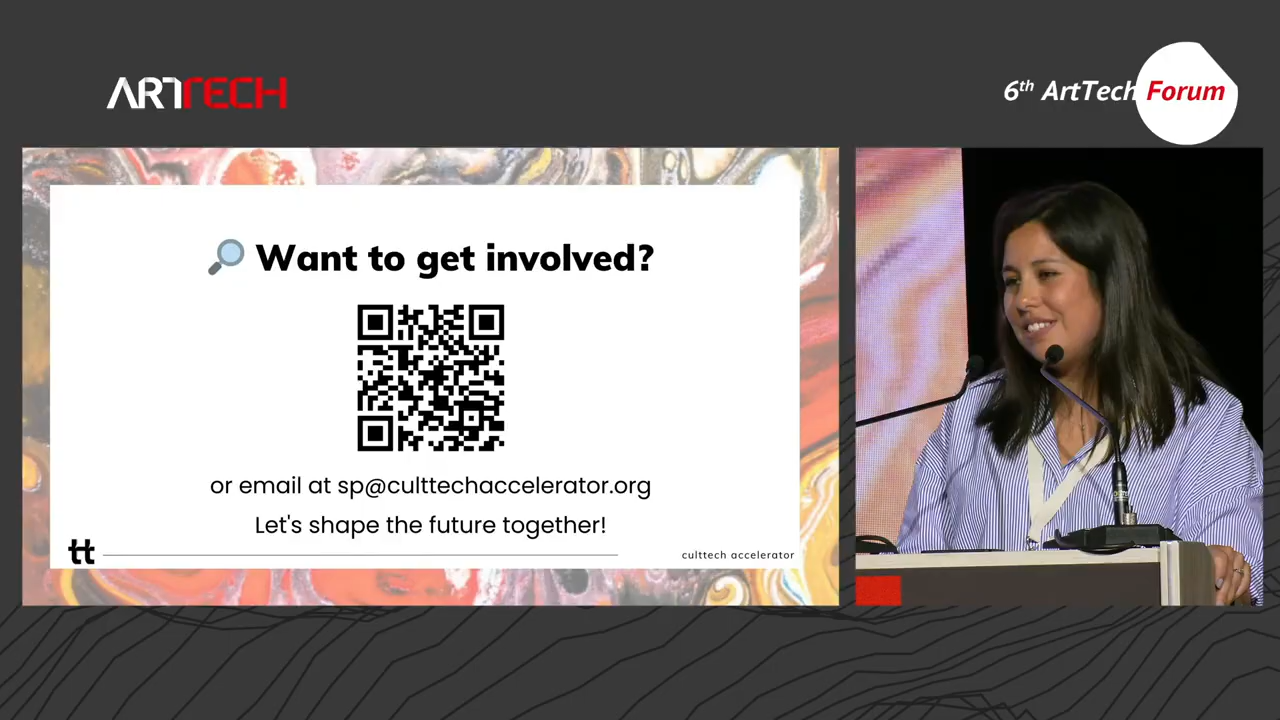 ARTTECH
6th ArtTech Forum
Want to get involved?
or email at sp@culttechaccelerator.org
Let's shape the future together!
tt
culttech accelerator